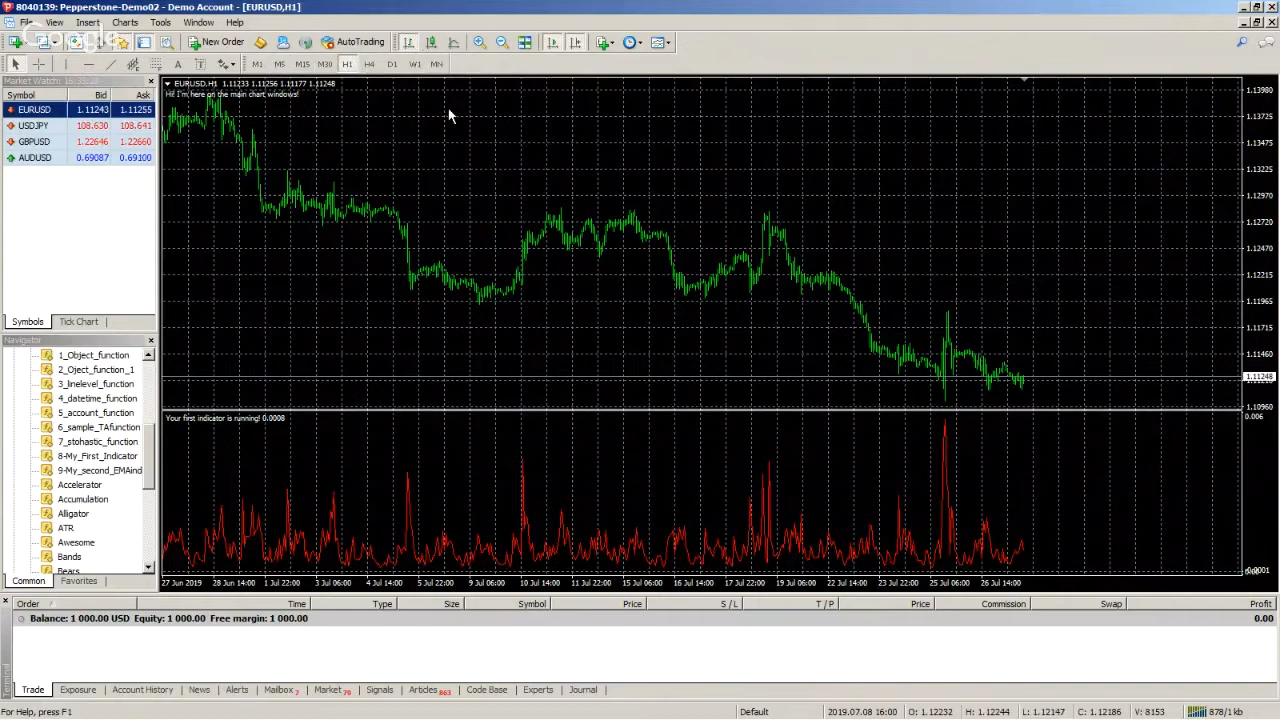 8040139: Pepperstone-Demo02 - Demo Account - [EURUSD,H1]
File View Insert Charts Tools Window Help
Google
New Order AutoTrading
A T M1 M5 M15 M30 H1 H4 D1 W1 MN
Market Watch:
Symbol Bid Ask
EURUSD 1.11243 1.11255
USDJPY 108.630 108.641
GBPUSD 1.22646 1.22660
AUDUSD 0.69087 0.69100
Symbols Tick Chart
Navigator
1_Object_function
2_Oject_function_1
3_lnelevel_function
4_datetime_function
5_account_function
6_sample_TAfunction
7_stohastic_function
8-My_First_Indicator
9-My_second_EMAind
Accelerator
Accumulation
Alligator
ATR
Awesome
Bands
Bears
Common Favorites
EURUSD,H1 1.11233 1.11256 1.11177 1.11248
Hi! I'm here on the main chart windows!
1.13980
1.13725
1.13475
1.13225
1.12970
1.12720
1.12470
1.12215
1.11965
1.11715
1.11460
1.11248
1.10960
Your first indicator is running! 0.0008
0.006
0.0001
27 Jun 2019 28 Jun 14:00 1 Jul 22:00 3 Jul 06:00 4 Jul 14:00 5 Jul 22:00 9 Jul 06:00 10 Jul 14:00 11 Jul 22:00 15 Jul 06:00 16 Jul 14:00 17 Jul 22:00 19 Jul 06:00 22 Jul 14:00 23 Jul 22:00 25 Jul 06:00 26 Jul 14:00
Order Time Type Size Symbol Price S / L T / P Price Commission Swap Profit
Balance: 1 000.00 USD Equity: 1 000.00 Free margin: 1 000.00 0.00
Terminal
Trade Exposure Account History News Alerts Mailbox 7 Market 79 Signals Articles 863 Code Base Experts Journal
For Help, press F1 Default 2019.07.08 16:00 O: 1.12232 H: 1.12244 L: 1.12147 C: 1.12186 V: 8153 878/1 kb